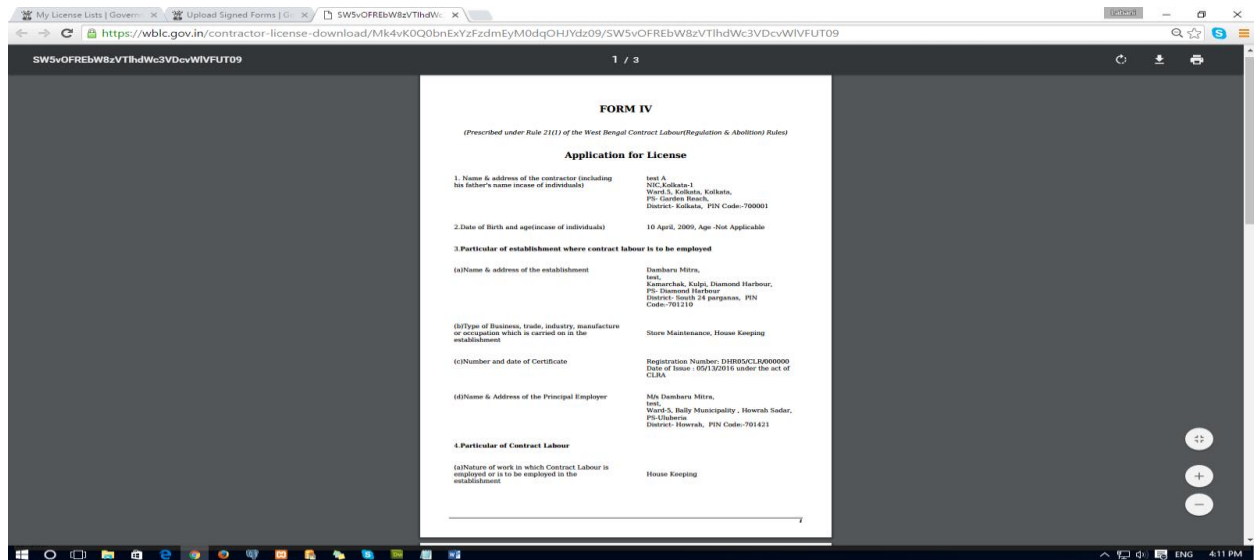 My License Lists | Governm
Upload Signed Forms | G
SW5vOFREbW8zVTlhdWc
https://wblc.gov.in/contractor-license-download/Mk4vK0Q0bnExYzFzdmEyM0dqOHJYdz09/SW5vOFREbW8zVTlhdWc3VDcvWlVFUT09
SW5vOFREbW8zVTlhdWc3VDcvWlVFUT09
1 / 3
FORM IV
(Prescribed under Rule 21(1) of the West Bengal Contract Labour(Regulation & Abolition) Rules)
Application for License
1. Name & address of the contractor (including
his father's name incase of individuals)
test A
NIC,Kolkata-1
Ward.5, Kolkata, Kolkata,
PS- Garden Reach,
District- Kolkata, PIN Code:-700001
2.Date of Birth and age(incase of individuals)
10 April, 2009, Age -Not Applicable
3.Particular of establishment where contract labour is to be employed
(a)Name & address of the establishment
Dambaru Mitra,
test,
Kamarchak, Kulpi, Diamond Harbour,
PS- Diamond Harbour
District- South 24 parganas, PIN
Code:-701210
(b)Type of Business, trade, industry, manufacture
or occupation which is carried on in the
establishment
Store Maintenance, House Keeping
(c)Number and date of Certificate
Registration Number: DHR05/CLR/000000
Date of Issue : 05/13/2016 under the act of
CLRA
(d)Name & Address of the Principal Employer
M/s Dambaru Mitra,
test,
Ward-5, Bally Municipality , Howrah Sadar,
PS-Uluberia
District- Howrah, PIN Code:-701421
4.Particular of Contract Labour
(a)Nature of work in which Contract Labour is
employed or is to be employed in the
establishment
House Keeping
1
ENG 4:11 PM